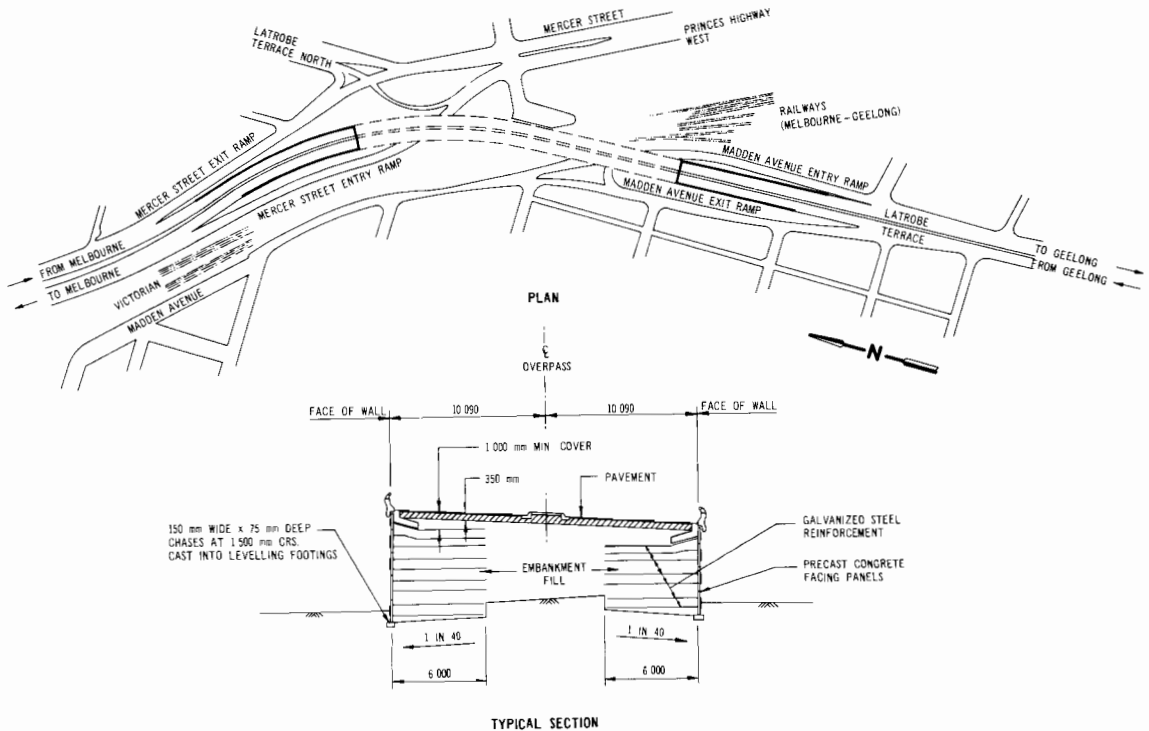 MERCER STREET
PRINCES HIGHWAY
WEST
LATROBE
TERRACE NORTH
RAILWAYS
(MELBOURNE-GEELONG)
MERCER STREET EXIT RAMP
MERCER STREET ENTRY RAMP
MADDEN AVENUE ENTRY RAMP
MADDEN AVENUE EXIT RAMP
LATROBE
TERRACE
FROM MELBOURNE
TO MELBOURNE
VICTORIAN
MADDEN AVENUE
TO GEELONG
FROM GEELONG
PLAN
N
℄
OVERPASS
FACE OF WALL
10 090
10 090
FACE OF WALL
1 000 mm MIN COVER
350 mm
PAVEMENT
150 mm WIDE x 75 mm DEEP
CHASES AT 1 500 mm CRS.
CAST INTO LEVELLING FOOTINGS
GALVANIZED STEEL
REINFORCEMENT
EMBANKMENT
FILL
PRECAST CONCRETE
FACING PANELS
1 IN 40
1 IN 40
6 000
6 000
TYPICAL SECTION